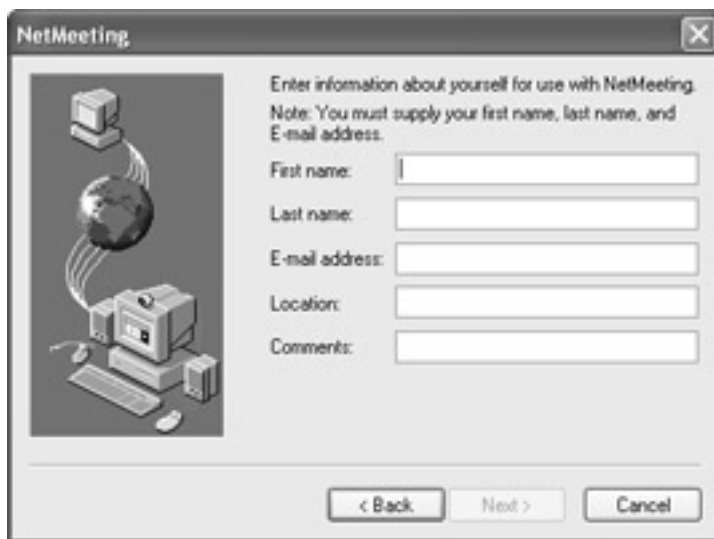 NetMeeting
Enter information about yourself for use with NetMeeting.
Note: You must supply your first name, last name, and
E-mail address.
First name:
Last name:
E-mail address:
Location:
Comments:
< Back
Next >
Cancel